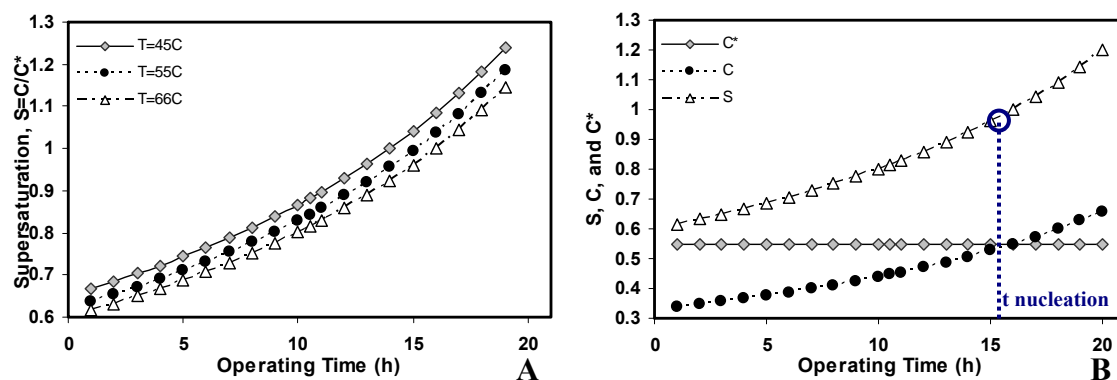 1.3
1.2
1.1
1
0.9
0.8
0.7
0.6
Supersaturation, S=C/C*
T=45C
T=55C
T=66C
0 5 10 15 20
Operating Time (h)
A
1.3
1.2
1.1
1
0.9
0.8
0.7
0.6
0.5
0.4
0.3
S, C, and C*
C*
C
S
t nucleation
0 5 10 15 20
Operating Time (h)
B